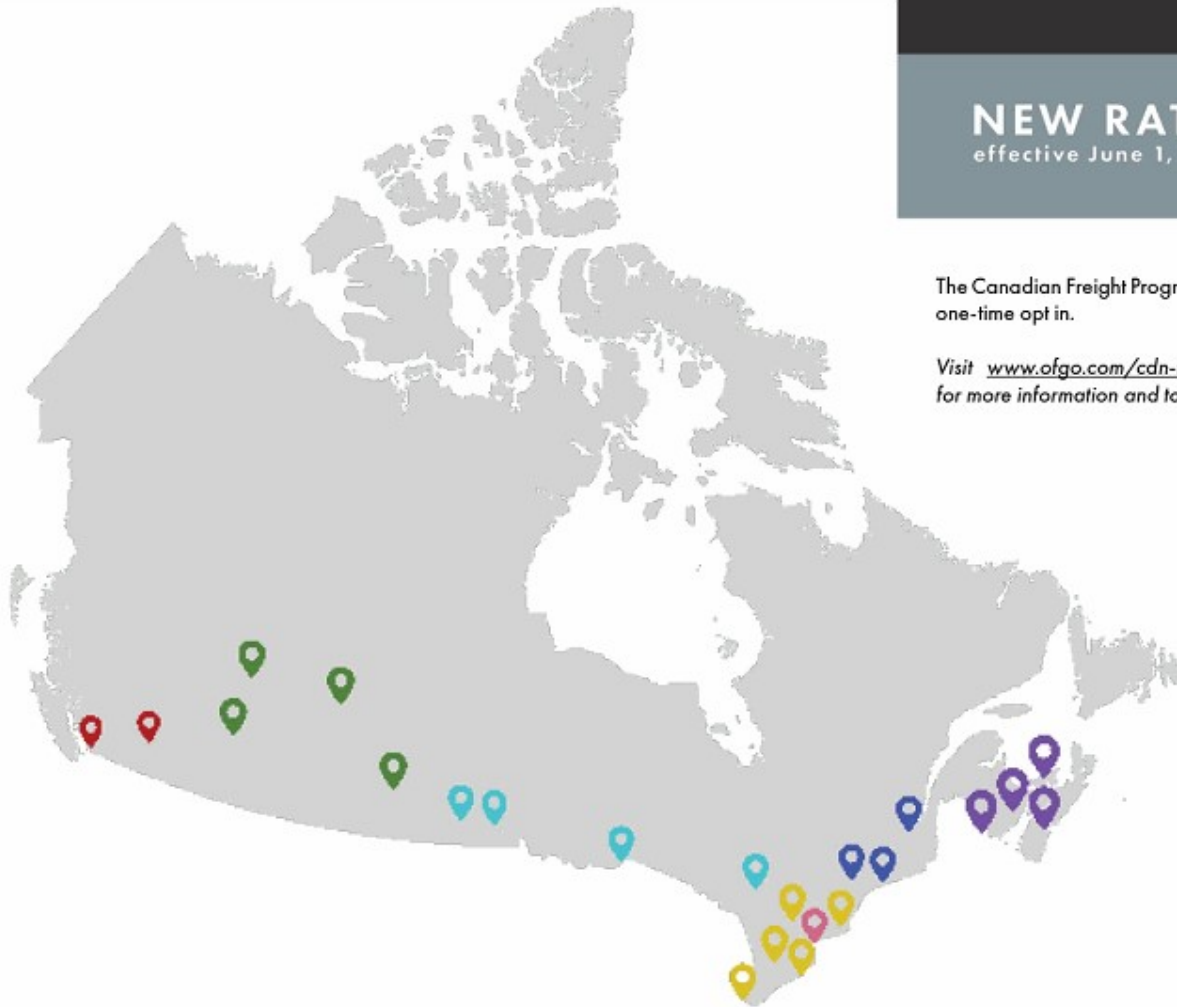 NEW RAT
effective June 1,
The Canadian Freight Progr
one-time opt in.
Visit www.ofgo.com/cdn-
for more information and to